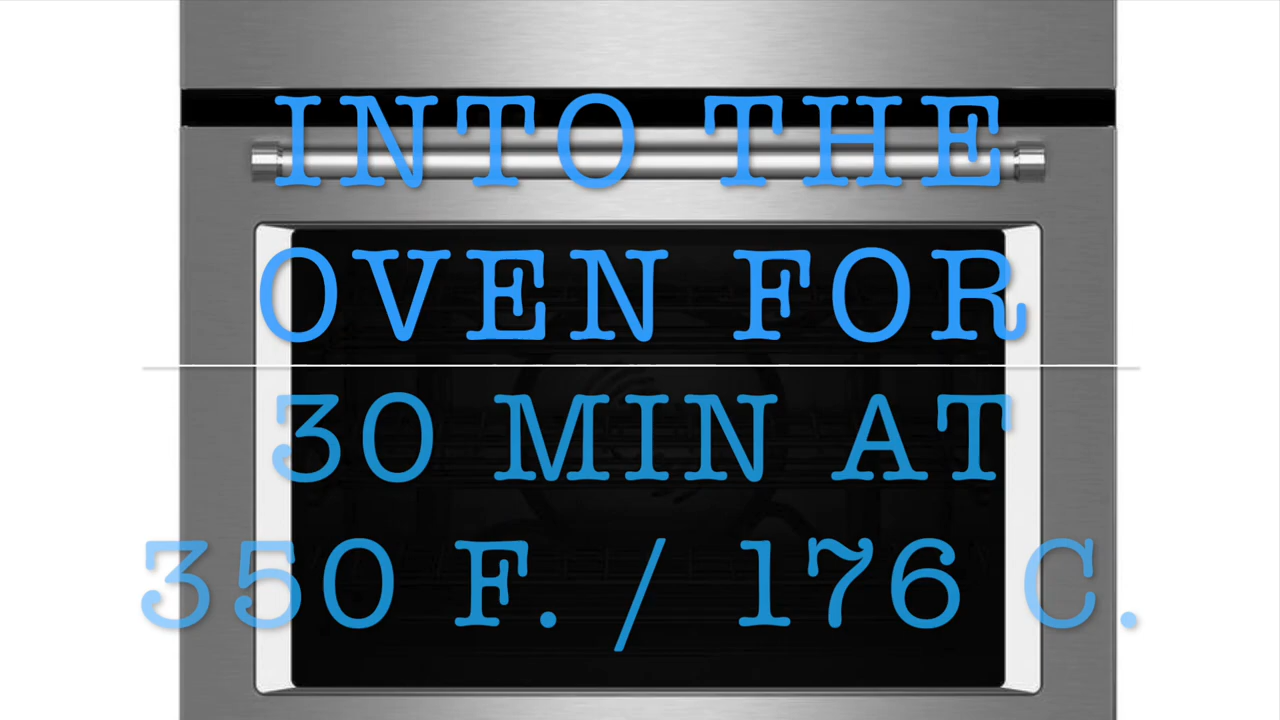 INTO THE
OVEN FOR
30 MIN AT
350 F. / 176 C.